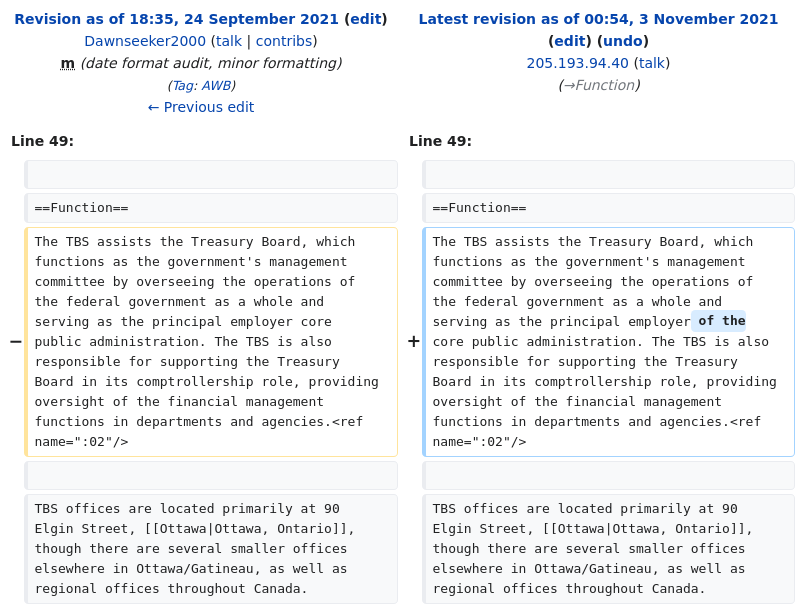 Revision as of 18:35, 24 September 2021 (edit)
Dawnseeker2000 (talk | contribs)
m (date format audit, minor formatting)
(Tag: AWB)
← Previous edit
Latest revision as of 00:54, 3 November 2021
(edit) (undo)
205.193.94.40 (talk)
(→Function)
Line 49:
Line 49:
==Function==
==Function==
−
The TBS assists the Treasury Board, which
functions as the government's management
committee by overseeing the operations of
the federal government as a whole and
serving as the principal employer core
public administration. The TBS is also
responsible for supporting the Treasury
Board in its comptrollership role, providing
oversight of the financial management
functions in departments and agencies.<ref
name=":02"/>
+
The TBS assists the Treasury Board, which
functions as the government's management
committee by overseeing the operations of
the federal government as a whole and
serving as the principal employer of the
core public administration. The TBS is also
responsible for supporting the Treasury
Board in its comptrollership role, providing
oversight of the financial management
functions in departments and agencies.<ref
name=":02"/>
TBS offices are located primarily at 90
Elgin Street, [[Ottawa|Ottawa, Ontario]],
though there are several smaller offices
elsewhere in Ottawa/Gatineau, as well as
regional offices throughout Canada.
TBS offices are located primarily at 90
Elgin Street, [[Ottawa|Ottawa, Ontario]],
though there are several smaller offices
elsewhere in Ottawa/Gatineau, as well as
regional offices throughout Canada.